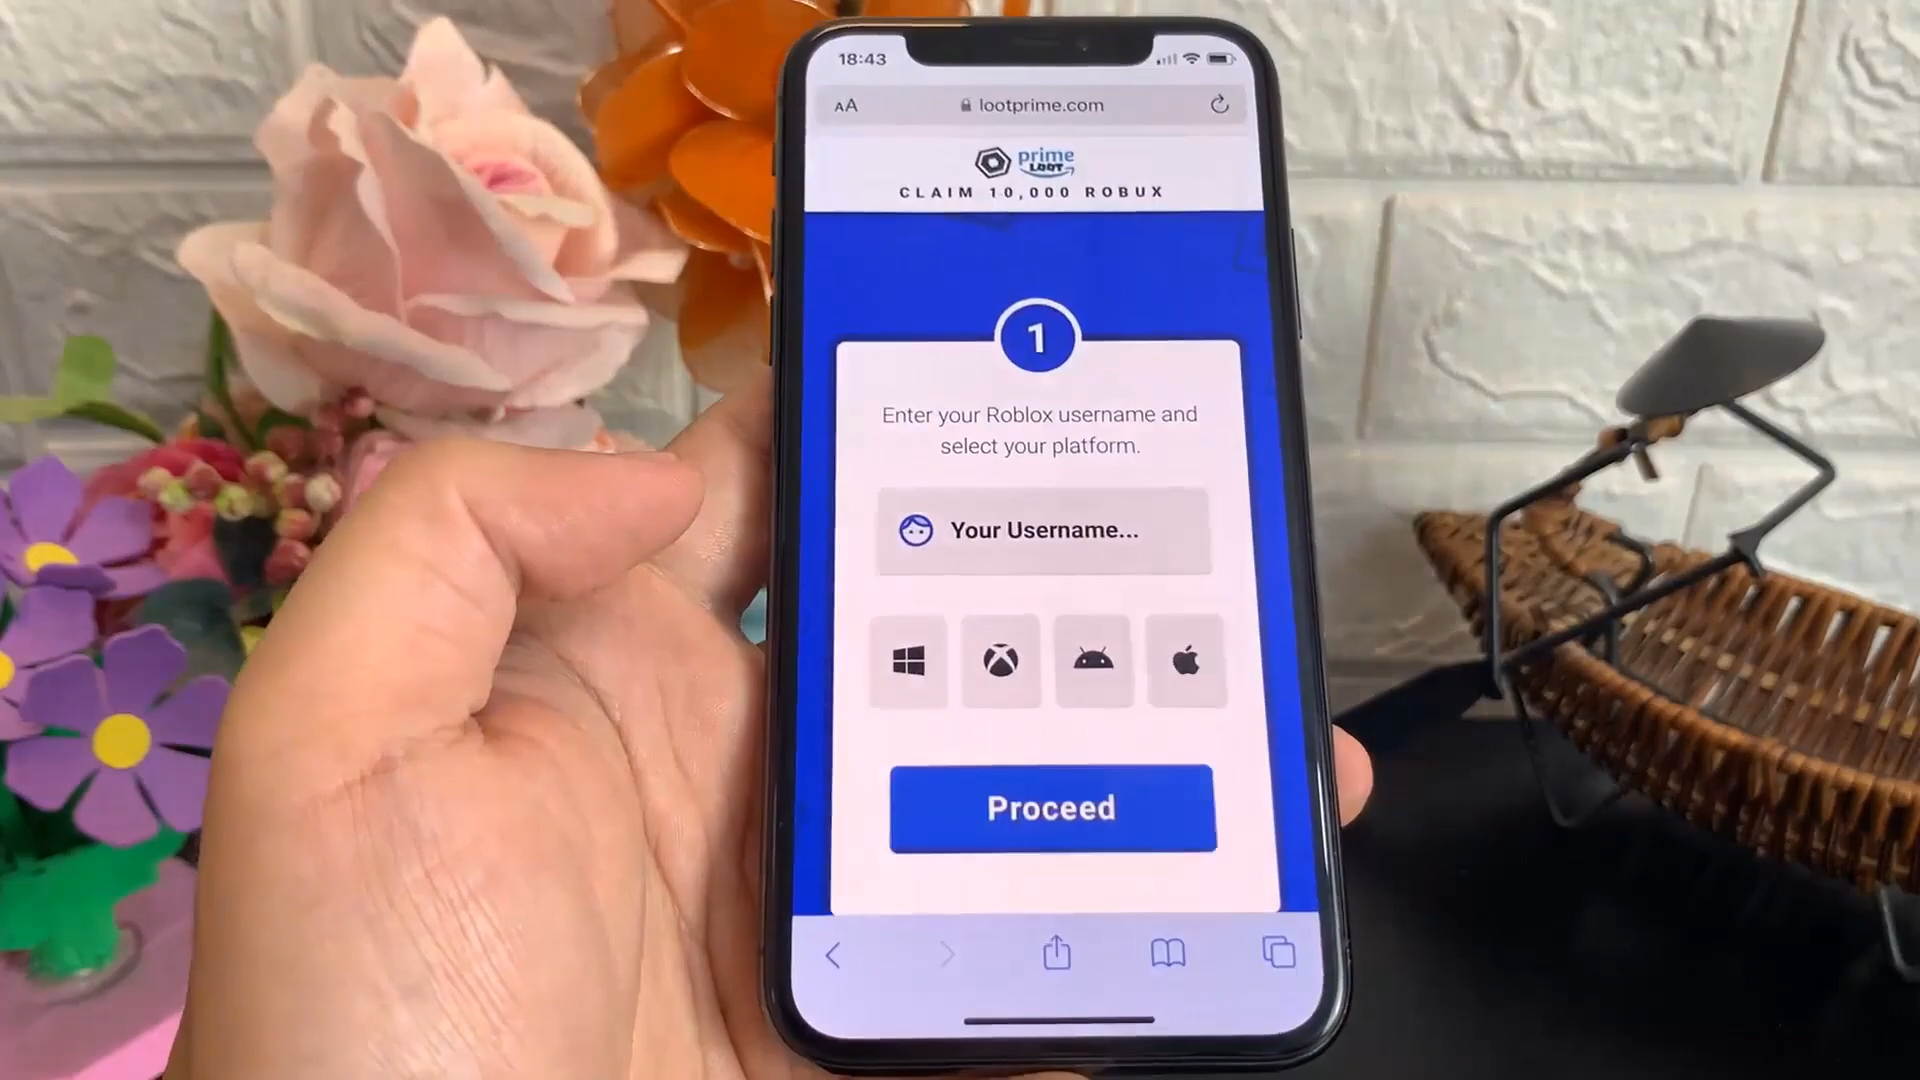 18:43
AA
lootprime.com
prime
LOOT
CLAIM 10,000 ROBUX
1
Enter your Roblox username and
select your platform.
Your Username...
Proceed